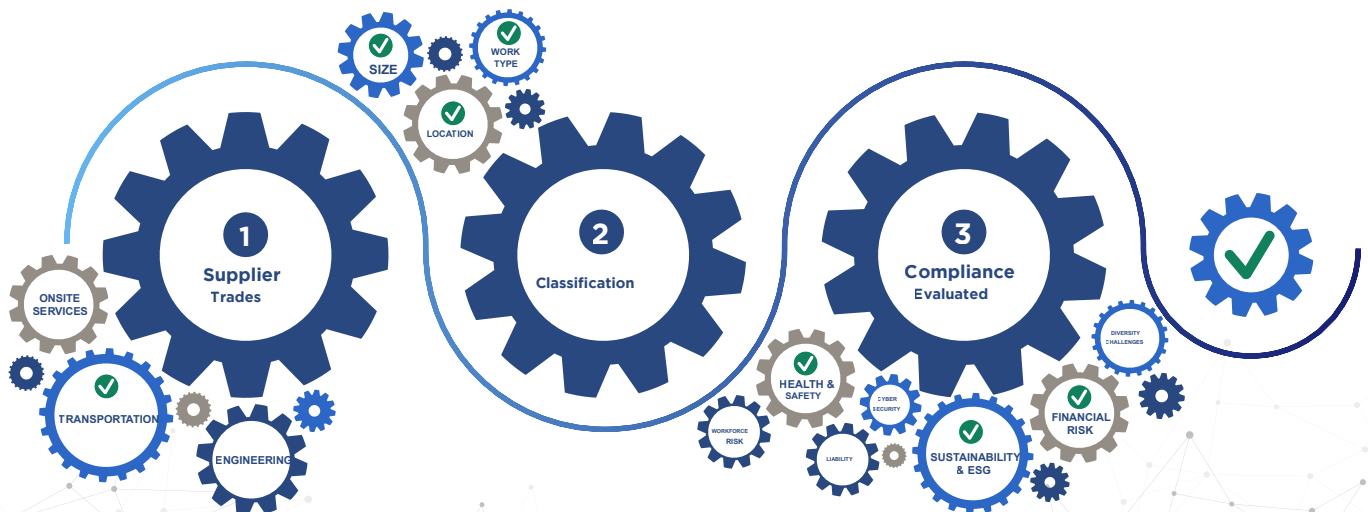 SIZE
WORK
TYPE
LOCATION
1
Supplier
Trades
2
Classification
3
Compliance
Evaluated
ONSITE
SERVICES
TRANSPORTATION
ENGINEERING
HEALTH &
SAFETY
CYBER
SECURITY
WORKFORCE
RISK
LIABILITY
SUSTAINABILITY
& ESG
FINANCIAL
RISK
DIVERSITY
CHALLENGES